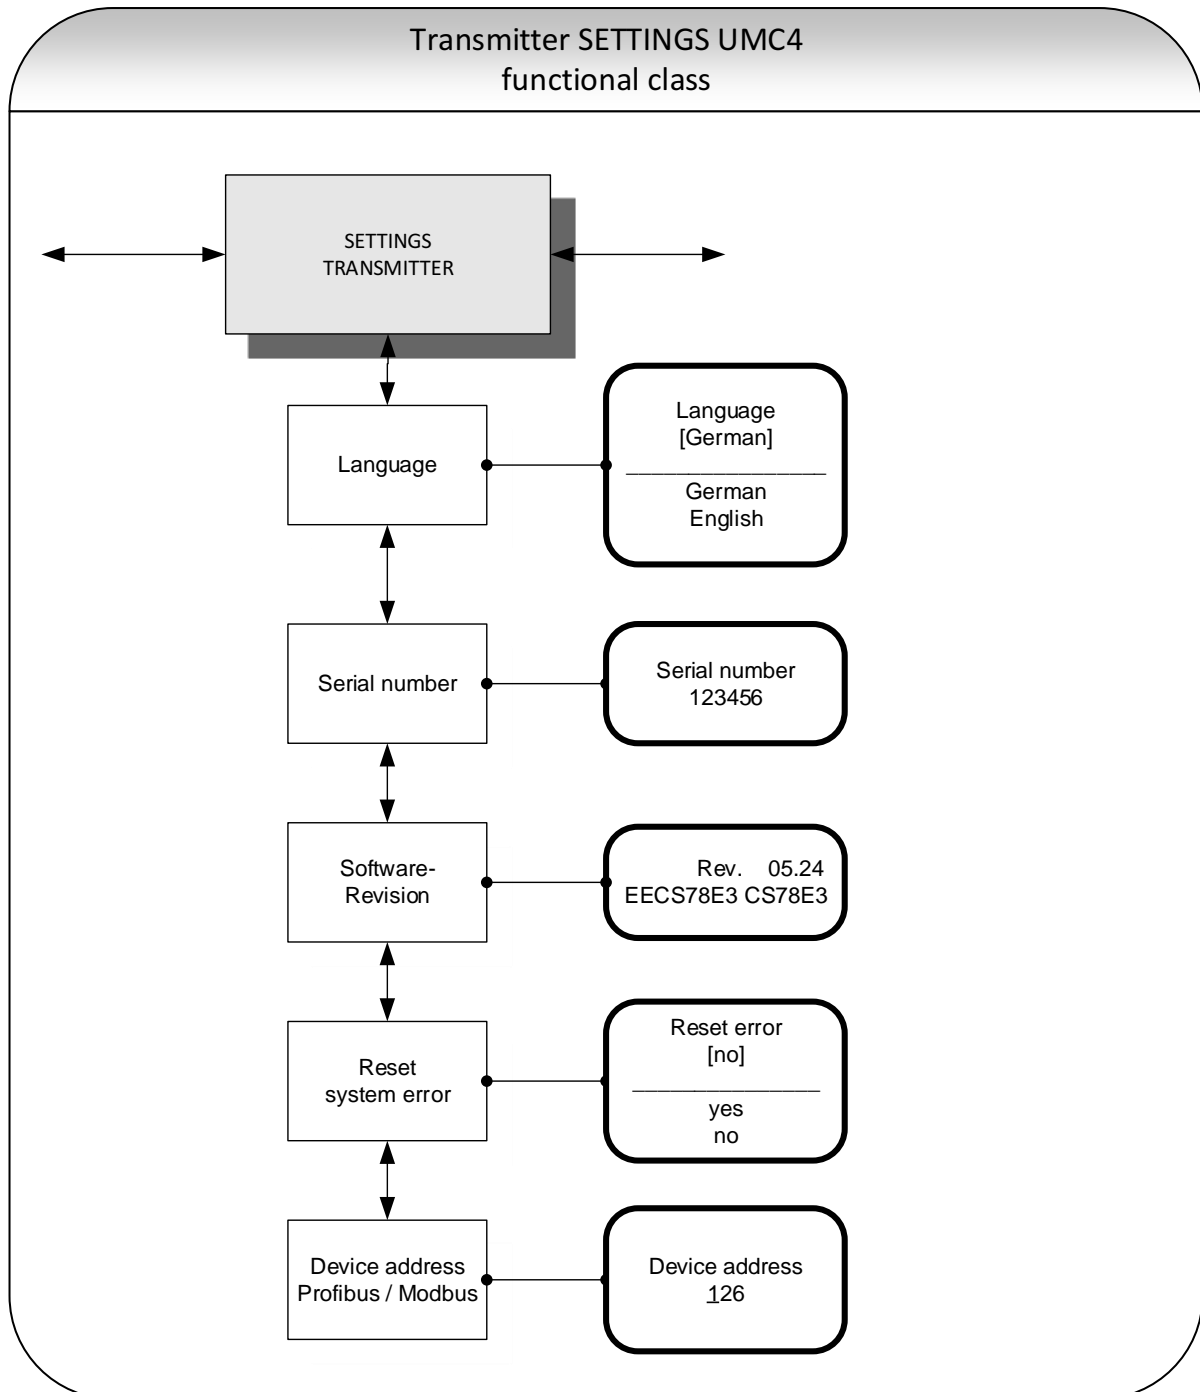 Transmitter SETTINGS UMC4
functional class
SETTINGS
TRANSMITTER
Language
Language
[German]
German
English
Serial number
Serial number
123456
Software-
Revision
Rev. 05.24
EECS78E3 CS78E3
Reset
system error
Reset error
[no]
yes
no
Device address
Profibus / Modbus
Device address
126